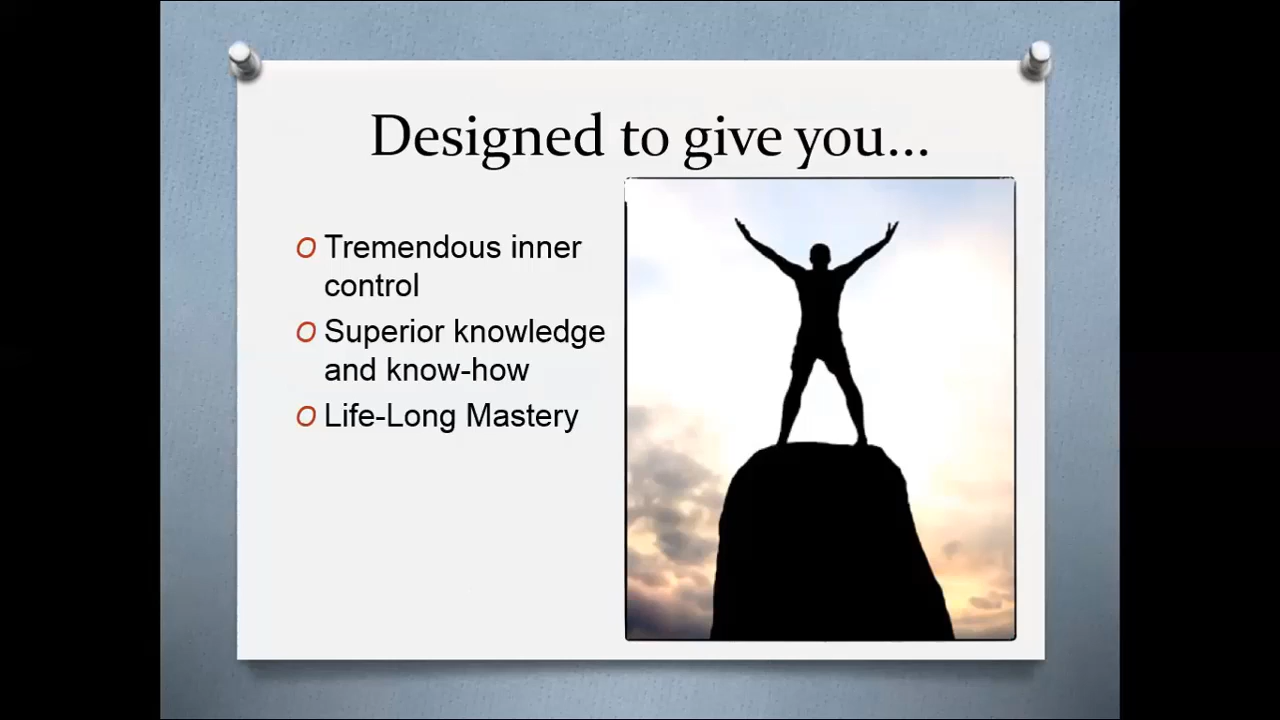 Designed to give you...
O Tremendous inner
control
O Superior knowledge
and know-how
O Life-Long Mastery